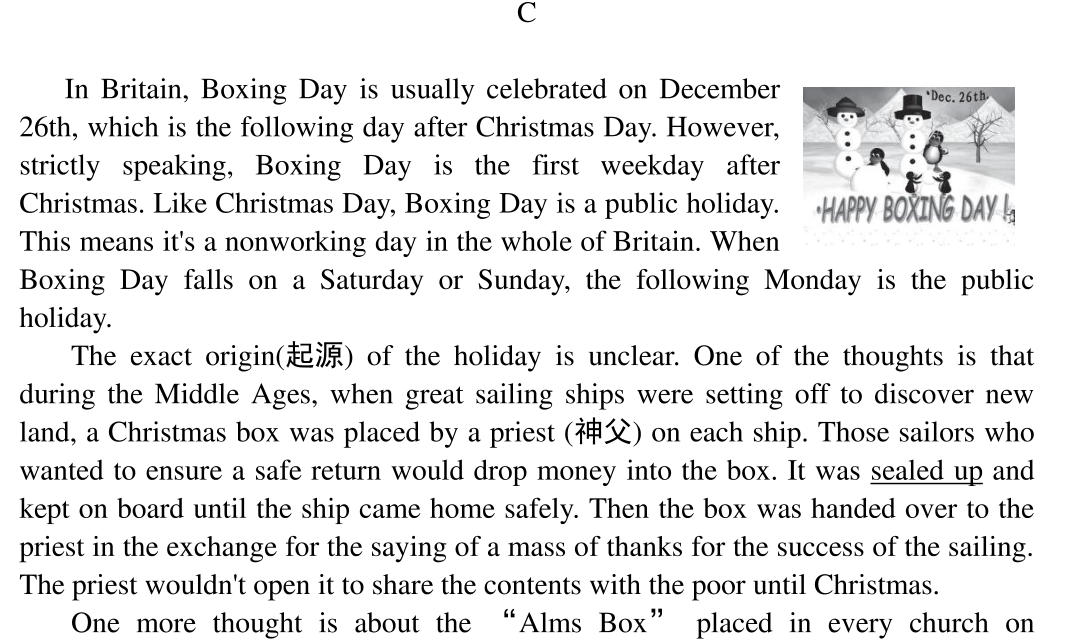 C
In Britain, Boxing Day is usually celebrated on December
26th, which is the following day after Christmas Day. However,
strictly speaking, Boxing Day is the first weekday after
Christmas. Like Christmas Day, Boxing Day is a public holiday.
This means it's a nonworking day in the whole of Britain. When
Boxing Day falls on a Saturday or Sunday, the following Monday is the public
holiday.
Dec. 26th.
HAPPY BOXING DAY !
The exact origin(起源) of the holiday is unclear. One of the thoughts is that
during the Middle Ages, when great sailing ships were setting off to discover new
land, a Christmas box was placed by a priest (神父) on each ship. Those sailors who
wanted to ensure a safe return would drop money into the box. It was sealed up and
kept on board until the ship came home safely. Then the box was handed over to the
priest in the exchange for the saying of a mass of thanks for the success of the sailing.
The priest wouldn't open it to share the contents with the poor until Christmas.
One more thought is about the “Alms Box” placed in every church on